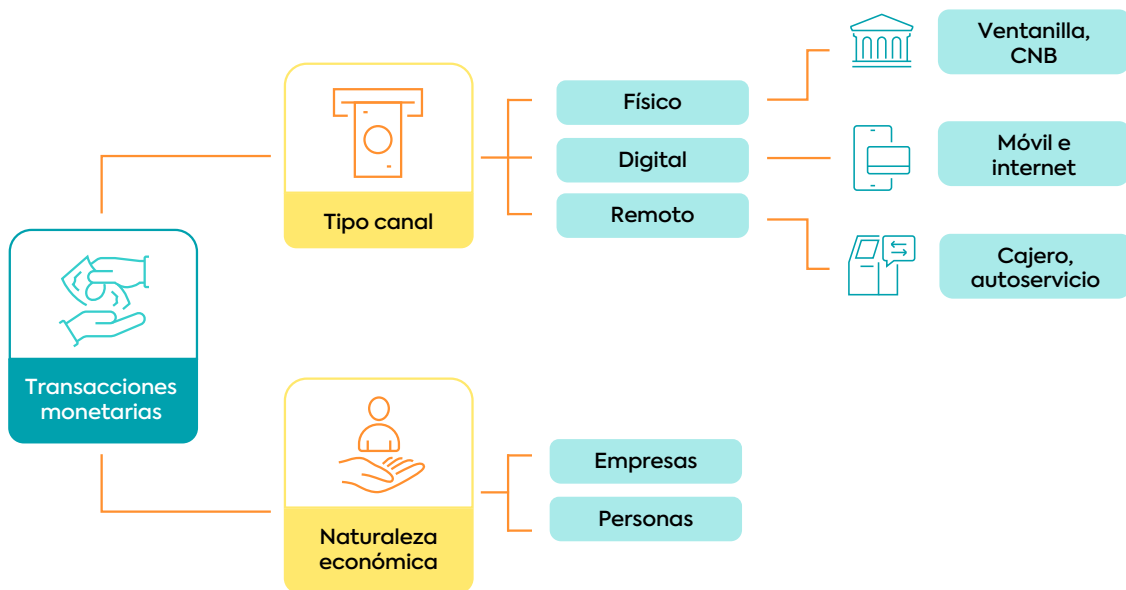 Transacciones
monetarias
Tipo canal
Físico
Digital
Remoto
Ventanilla,
CNB
Móvil e
internet
Cajero,
autoservicio
Naturaleza
económica
Empresas
Personas